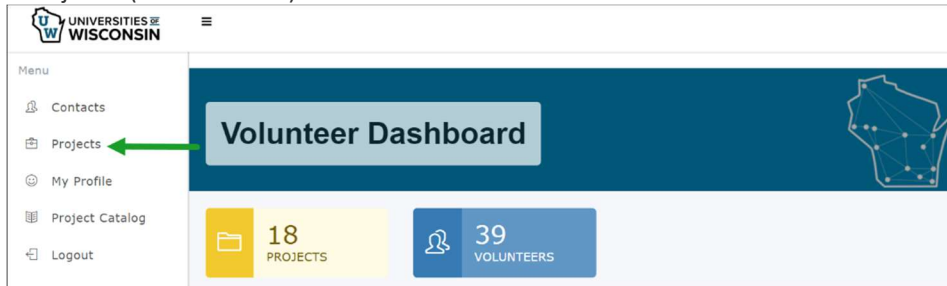 UNIVERSITIES OF
WISCONSIN
Menu
Contacts
Projects
My Profile
Project Catalog
Logout
Volunteer Dashboard
18
PROJECTS
39
VOLUNTEERS